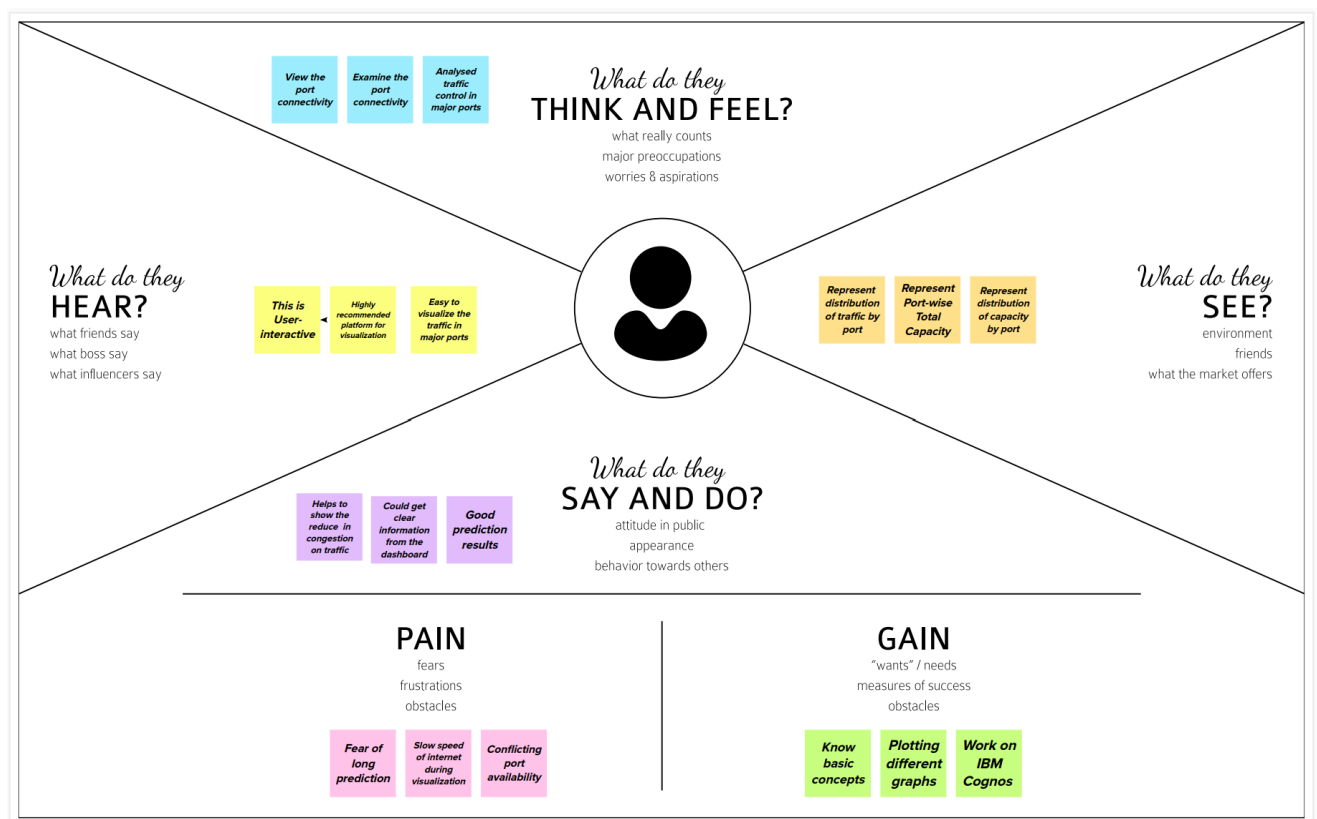 View the
port
connectivity
Examine the
port
connectivity
Analysed
traffic
control in
major ports
What do they
THINK AND FEEL?
what really counts
major preoccupations
worries & aspirations
What do they
HEAR?
what friends say
what boss say
what influencers say
This is
User-
interactive
Highly
recommended
platform for
visualization
Easy to
visualize the
traffic in
major ports
Represent
distribution
of traffic by
port
Represent
Port-wise
Total
Capacity
Represent
distribution
of capacity
by port
What do they
SEE?
environment
friends
what the market offers
What do they
SAY AND DO?
attitude in public
appearance
behavior towards others
Helps to
show the
reduce in
congestion
on traffic
Could get
clear
information
from the
dashboard
Good
prediction
results
PAIN
fears
frustrations
obstacles
Fear of
long
prediction
Slow speed
of internet
during
visualization
Conflicting
port
availability
GAIN
"wants" / needs
measures of success
obstacles
Know
basic
concepts
Plotting
different
graphs
Work on
IBM
Cognos